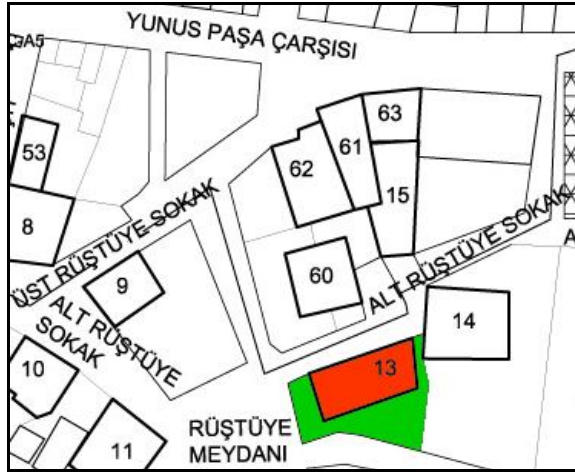 YUNUS PAŞA ÇARŞISI
A5
53
8
ÜST RÜŞTÜYE SOKAK
9
ALT RÜŞTÜYE
SOKAK
10
11
62
61
63
15
60
ALT RÜŞTÜYE SOKAK
A
14
13
RÜŞTÜYE
MEYDANI